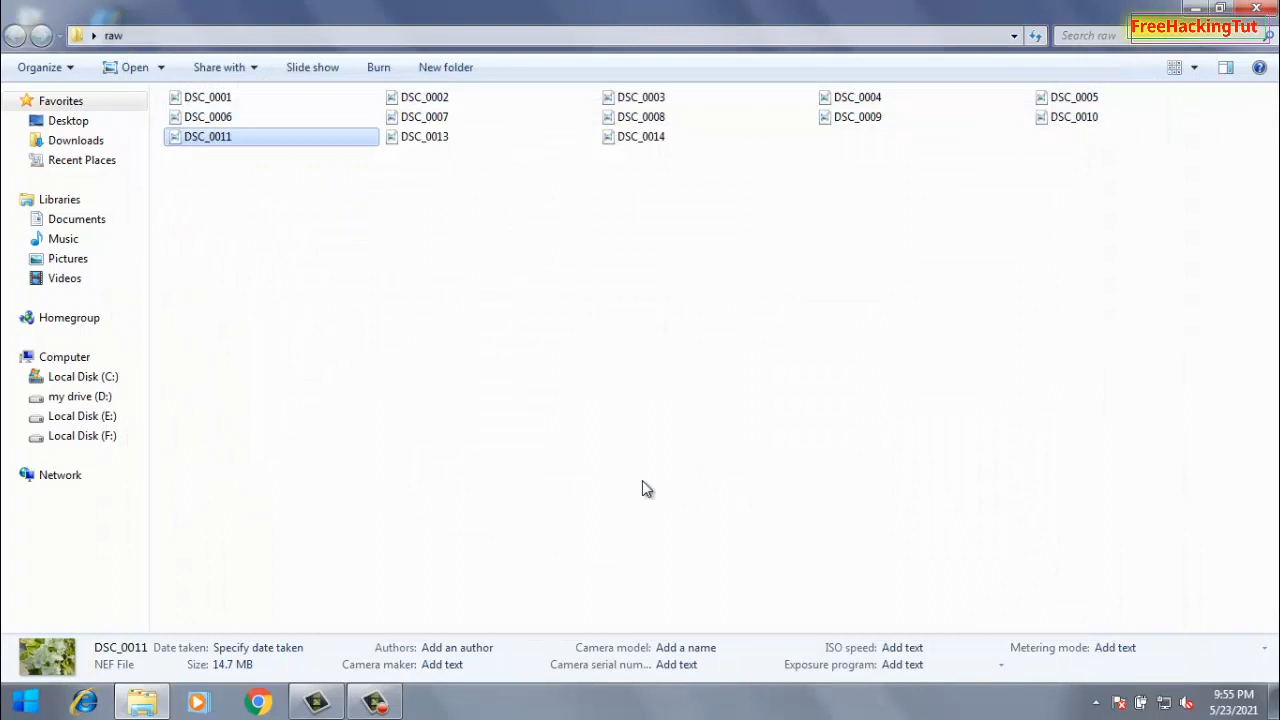 FreeHackingTut
raw
Search raw
Organize Open Share with Slide show Burn New folder
Favorites
Desktop
Downloads
Recent Places
Libraries
Documents
Music
Pictures
Videos
Homegroup
Computer
Local Disk (C:)
my drive (D:)
Local Disk (E:)
Local Disk (F:)
Network
DSC_0001 DSC_0002 DSC_0003 DSC_0004 DSC_0005
DSC_0006 DSC_0007 DSC_0008 DSC_0009 DSC_0010
DSC_0011 DSC_0013 DSC_0014
DSC_0011 Date taken: Specify date taken Authors: Add an author Camera model: Add a name ISO speed: Add text Metering mode: Add text
NEF File Size: 14.7 MB Camera maker: Add text Camera serial num... Add text Exposure program: Add text
9:55 PM
5/23/2021